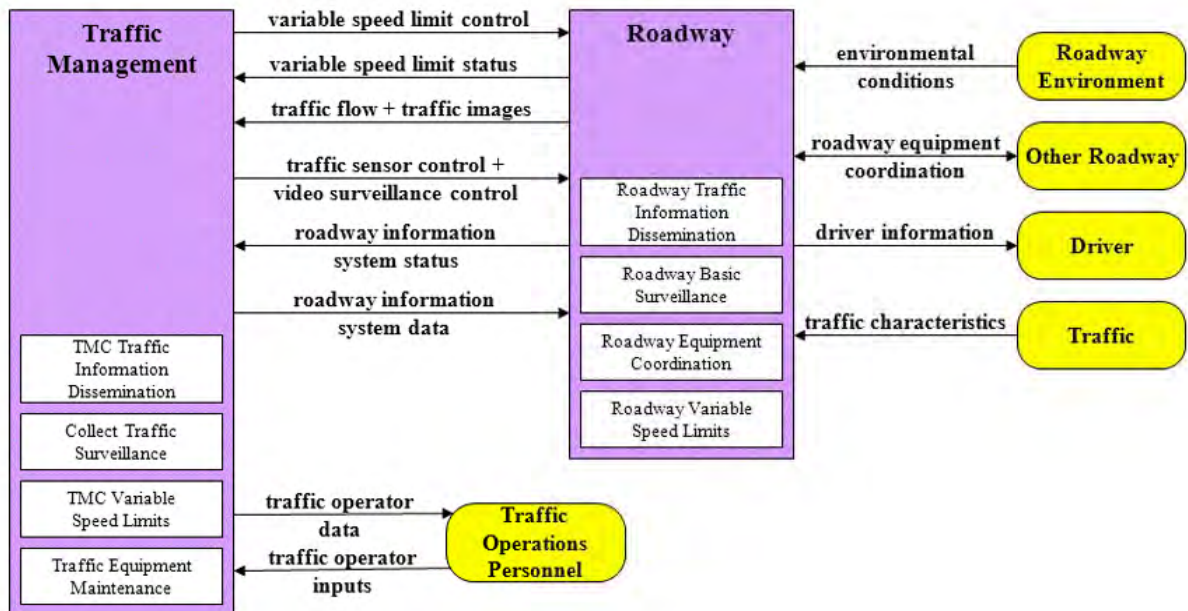 Traffic
Management
variable speed limit control
variable speed limit status
traffic flow + traffic images
traffic sensor control +
video surveillance control
roadway information
system status
roadway information
system data
TMC Traffic
Information
Dissemination
Collect Traffic
Surveillance
TMC Variable
Speed Limits
Traffic Equipment
Maintenance
traffic operator
data
traffic operator
inputs
Traffic
Operations
Personnel
Roadway
Roadway Traffic
Information
Dissemination
Roadway Basic
Surveillance
Roadway Equipment
Coordination
Roadway Variable
Speed Limits
environmental
conditions
roadway equipment
coordination
driver information
traffic characteristics
Roadway
Environment
Other Roadway
Driver
Traffic